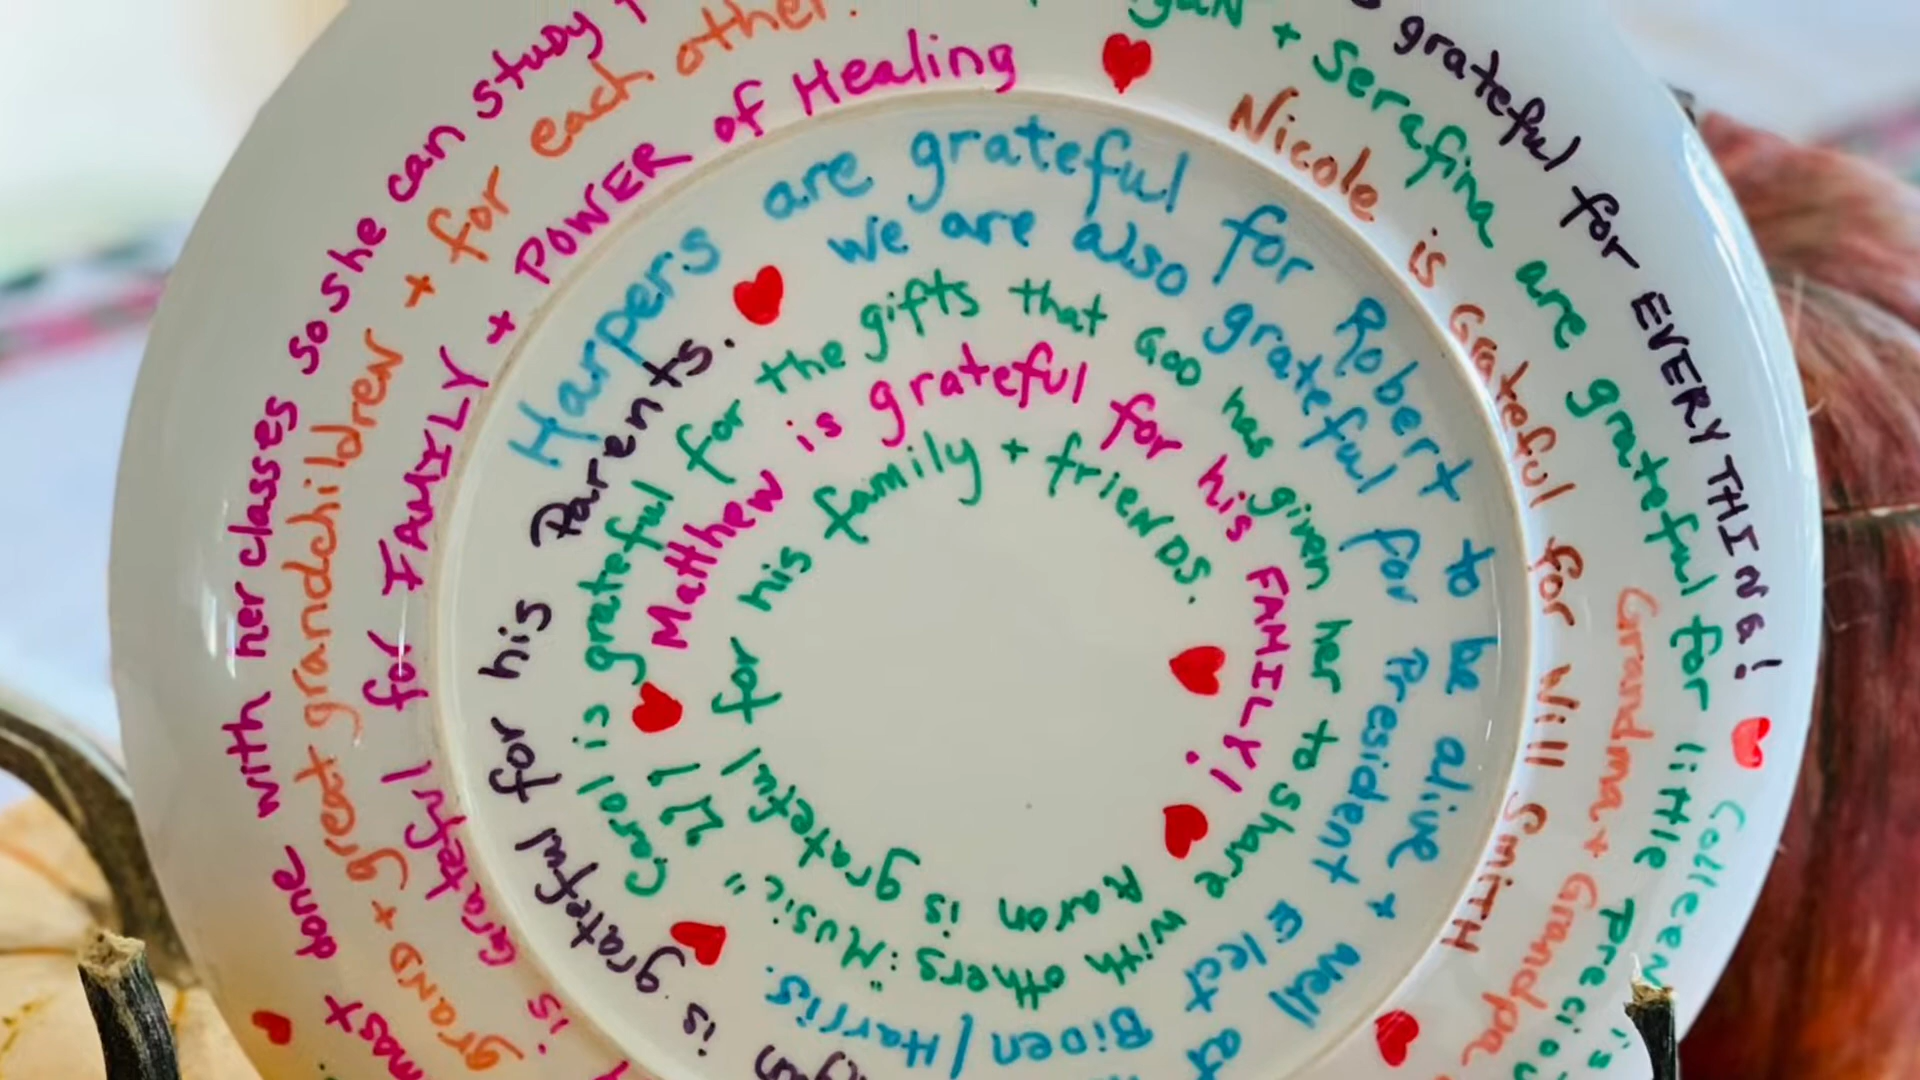 grateful for EVERYTHING!
+ Serafina are grateful for little precious
Colleen is
with her classes so she can study
done
Grandma + Grandpa
grand + great grandchildren + for each other.
Nicole is Grateful for Will Smith
is Grateful for FAMILY + POWER of Healing
Harpers are grateful for Robert to be alive + well at
we are also grateful for President Elect Biden/Harris.
is grateful for his Parents.
Carol is grateful for the gifts that God has given her to share with others: "Music"
Matthew is grateful for his FAMILY!
Aaron is grateful for his family + friends.